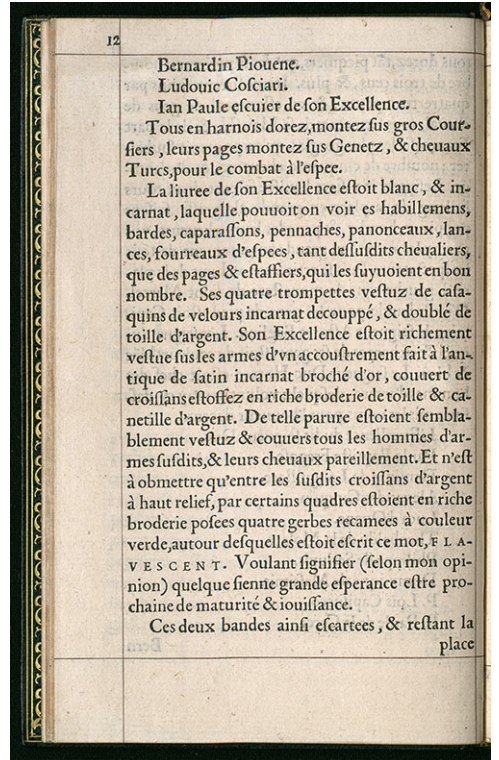 12
Bernardin Piouene.
Ludouic Coſciari.
Ian Paule eſcuier de ſon Excellence.
Tous en harnois dorez,montez ſus gros Cour-
ſiers , leurs pages montez ſus Genetz , & cheuaux
Turcs,pour le combat à l'eſpee.
La liuree de ſon Excellence eſtoit blanc , & in-
carnat , laquelle pouuoit on voir es habillemens,
bardes, caparaſſons, pennaches, panonceaux, lan-
ces, fourreaux d'eſpees , tant deſſuſdits cheualiers,
que des pages & eſtaffiers,qui les ſuyuoient en bon
nombre. Ses quatre trompettes veſtuz de caſa-
quins de velours incarnat decouppé , & doublé de
toille d'argent. Son Excellence eſtoit richement
veſtue ſus les armes d'vn accouſtrement fait à l'an-
tique de ſatin incarnat broché d'or , couuert de
croiſſans eſtoffez en riche broderie de toille & ca-
netille d'argent. De telle parure eſtoient ſembla-
blement veſtuz & couuers tous les hommes d'ar-
mes ſuſdits,& leurs cheuaux pareillement. Et n'eſt
à obmettre qu'entre les ſuſdits croiſſans d'argent
à haut relief, par certains quadres eſtoient en riche
broderie poſees quatre gerbes recamees à couleur
verde,autour deſquelles eſtoit eſcrit ce mot, FLA-
VESCENT. Voulant ſignifier (ſelon mon opi-
nion) quelque ſienne grande eſperance eſtre pro-
chaine de maturité & iouiſſance.
Ces deux bandes ainſi eſcartees , & reſtant la
place